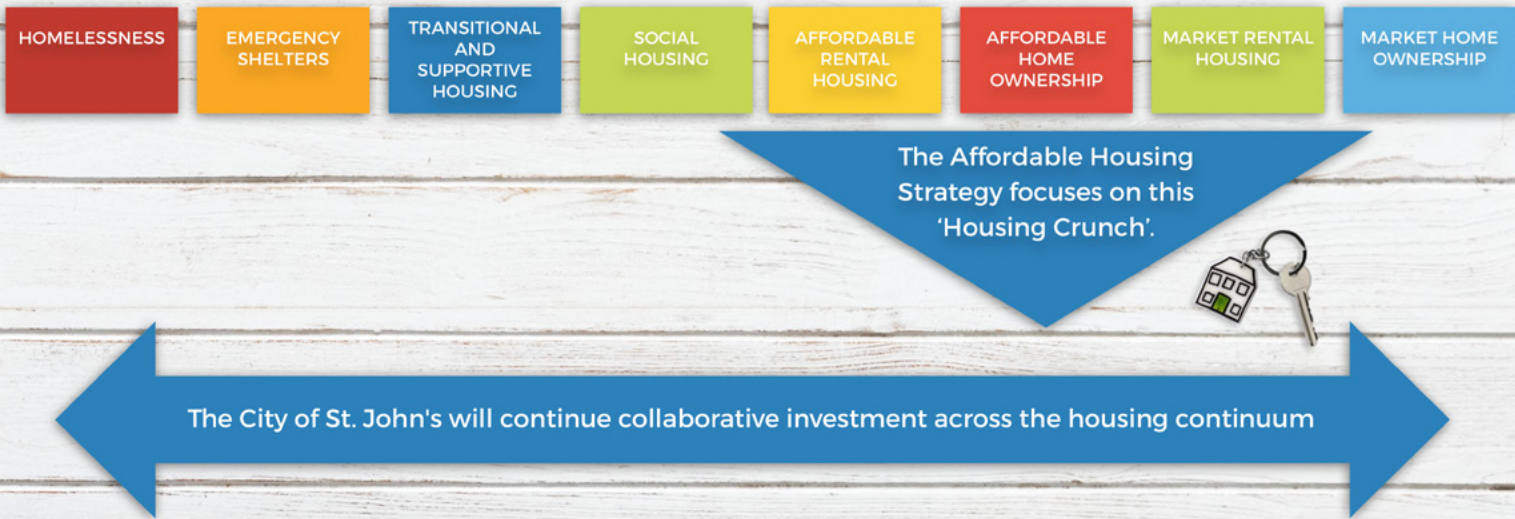 HOMELESSNESS
EMERGENCY
SHELTERS
TRANSITIONAL
AND
SUPPORTIVE
HOUSING
SOCIAL
HOUSING
AFFORDABLE
RENTAL
HOUSING
AFFORDABLE
HOME
OWNERSHIP
MARKET RENTAL
HOUSING
MARKET HOME
OWNERSHIP
The Affordable Housing
Strategy focuses on this
‘Housing Crunch’.
The City of St. John's will continue collaborative investment across the housing continuum